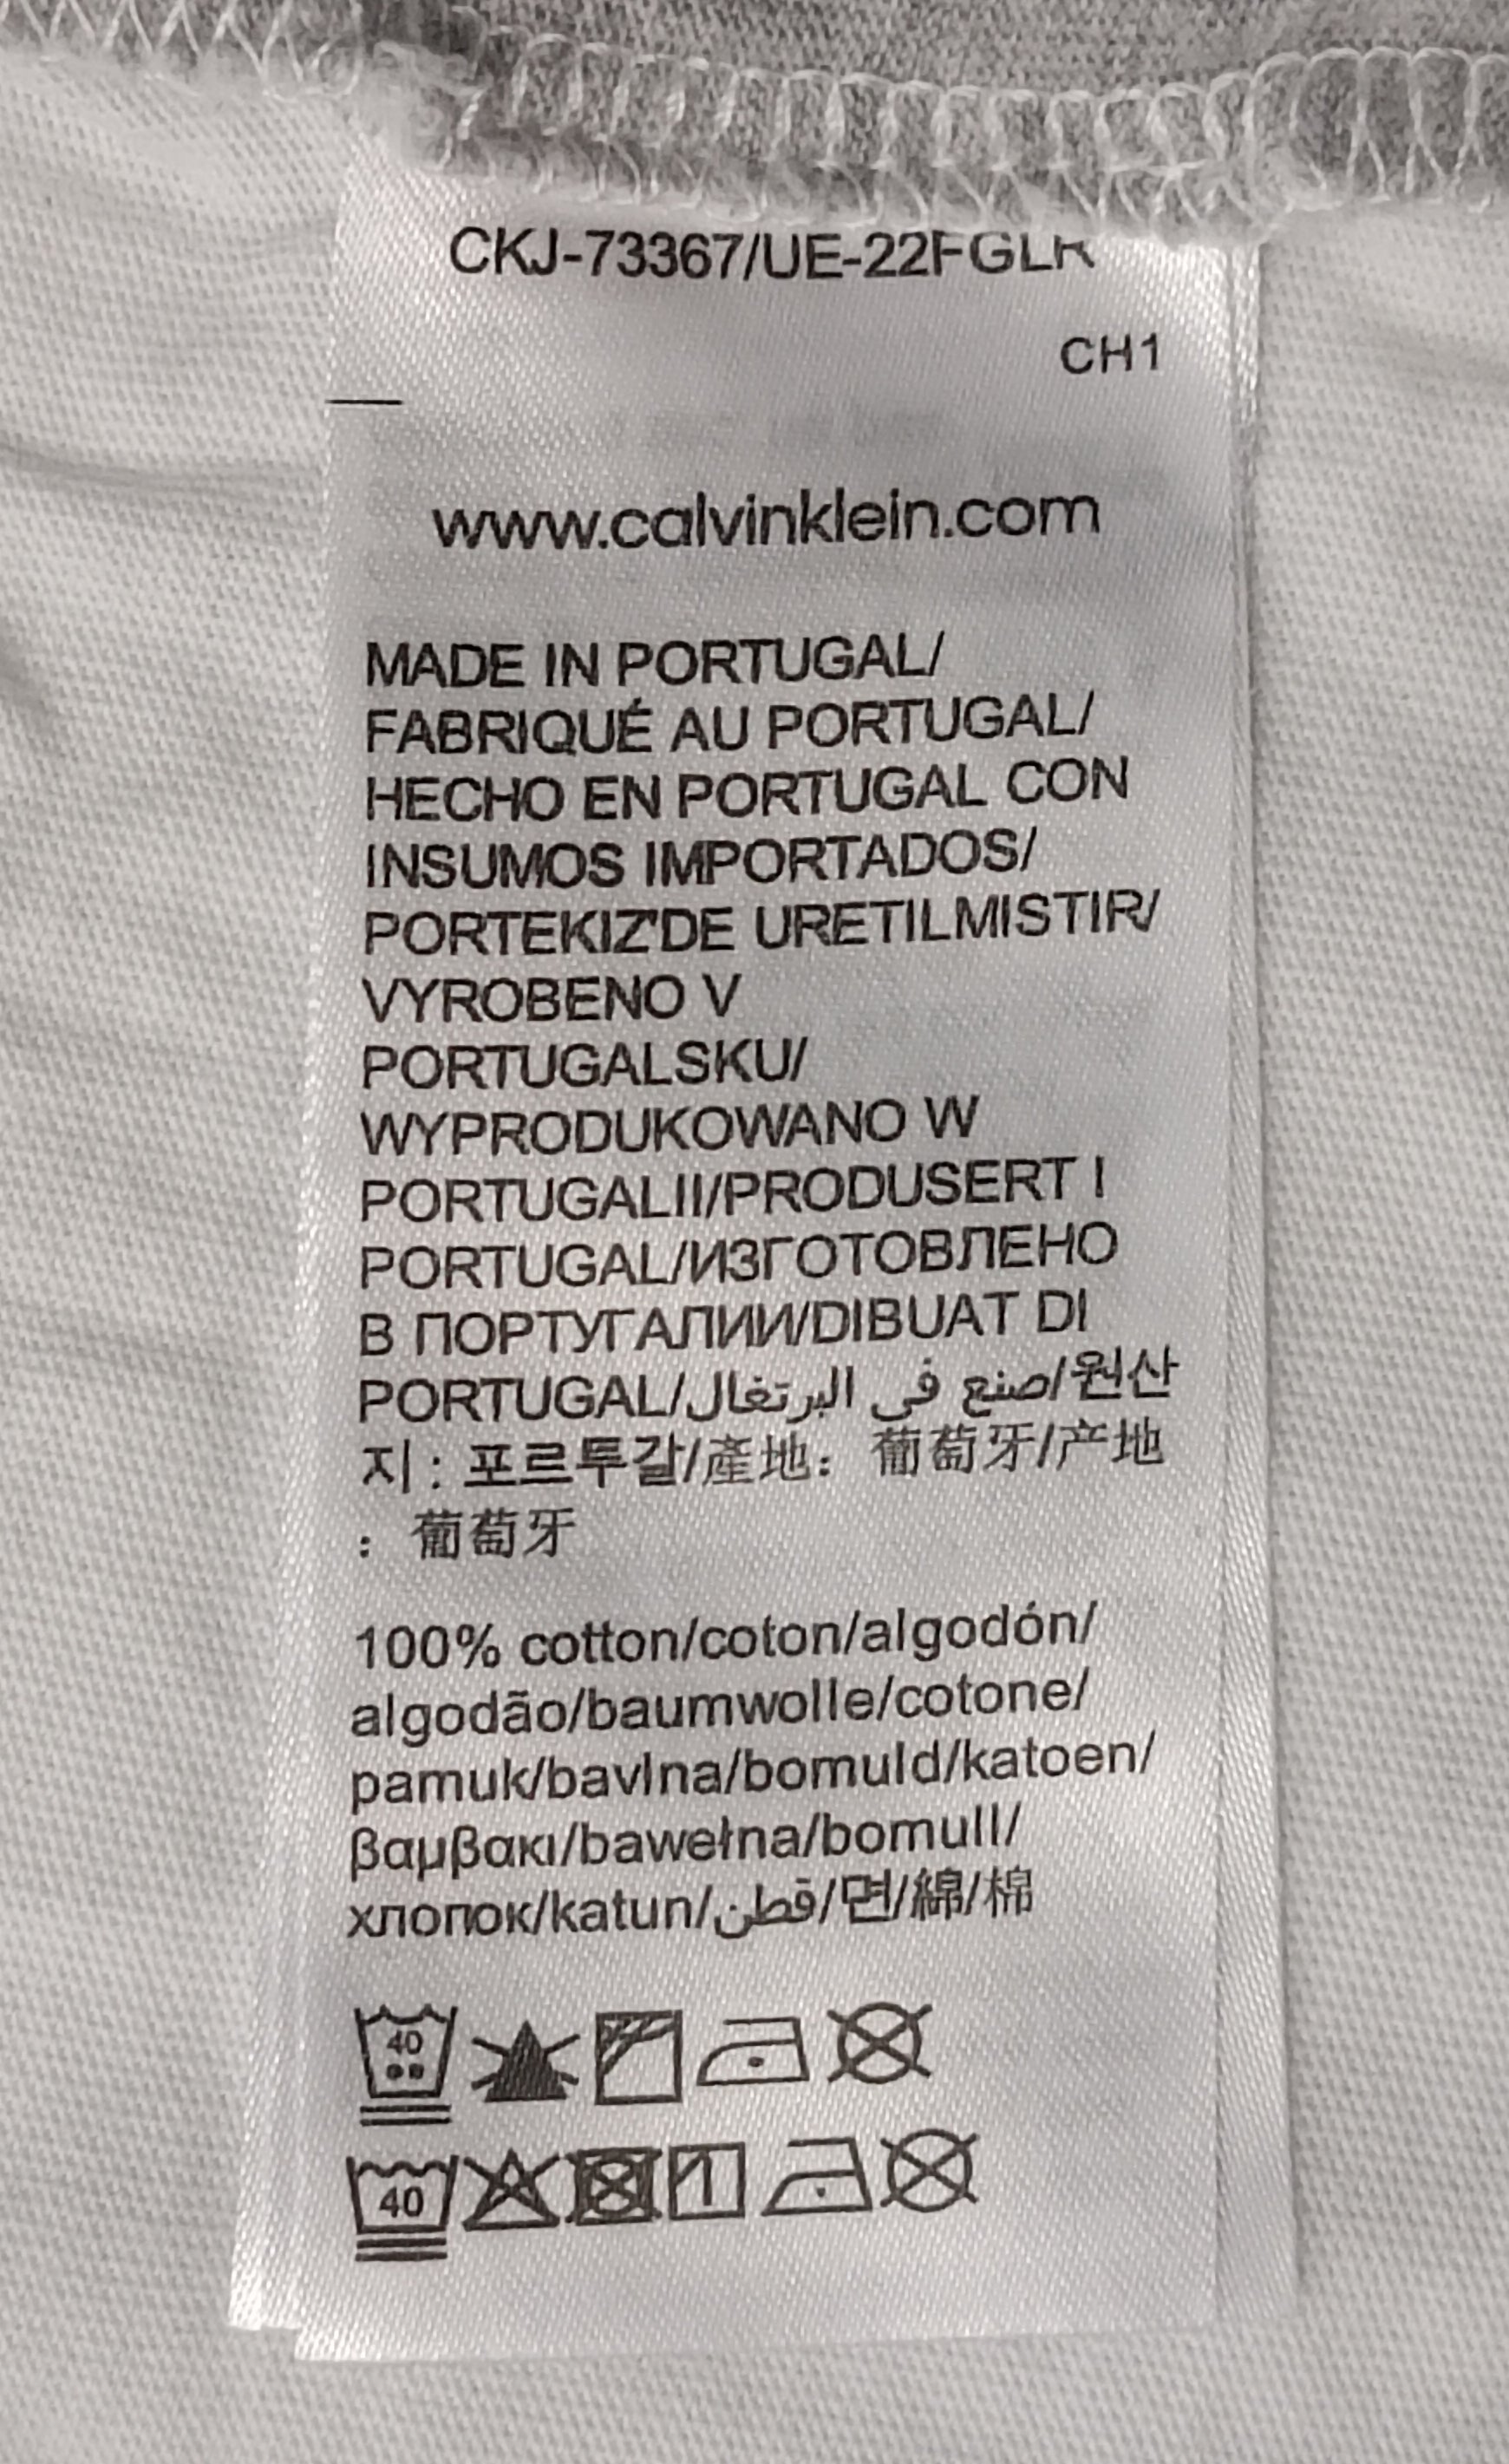 CKJ-73367/UE-22FGLR
CH1
www.calvinklein.com
MADE IN PORTUGAL/
FABRIQUÉ AU PORTUGAL/
HECHO EN PORTUGAL CON
INSUMOS IMPORTADOS/
PORTEKIZ'DE URETILMISTIR/
VYROBENO V
PORTUGALSKU/
WYPRODUKOWANO W
PORTUGALII/PRODUSERT I
PORTUGAL/ИЗГОТОВЛЕНО
В ПОРТУГАЛИИ/DIBUAT DI
PORTUGAL/صنع في البرتغال/원산
지 : 포르투갈/產地：葡萄牙/产地
：葡萄牙
100% cotton/coton/algodón/
algodão/baumwolle/cotone/
pamuk/bavlna/bomuld/katoen/
βαμβακι/bawełna/bomull/
хлопок/katun/قطن/면/綿/棉
40
40